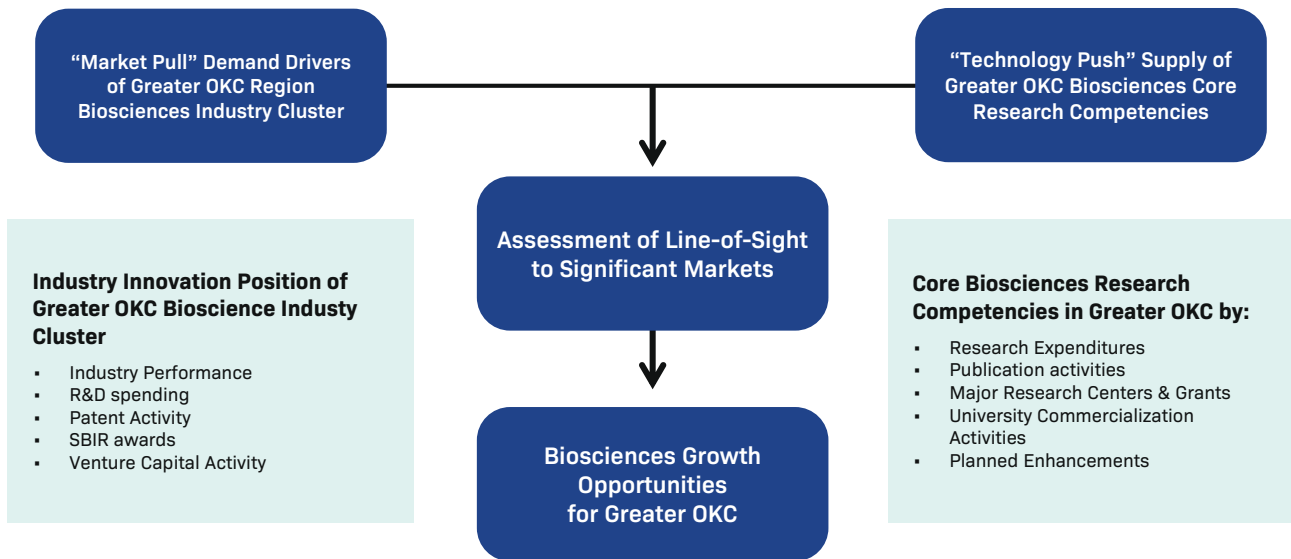 “Market Pull” Demand Drivers
of Greater OKC Region
Biosciences Industry Cluster
“Technology Push” Supply of
Greater OKC Biosciences Core
Research Competencies
Assessment of Line-of-Sight
to Significant Markets
Industry Innovation Position of
Greater OKC Bioscience Industy
Cluster
▪ Industry Performance
▪ R&D spending
▪ Patent Activity
▪ SBIR awards
▪ Venture Capital Activity
Core Biosciences Research
Competencies in Greater OKC by:
▪ Research Expenditures
▪ Publication activities
▪ Major Research Centers & Grants
▪ University Commercialization
Activities
▪ Planned Enhancements
Biosciences Growth
Opportunities
for Greater OKC